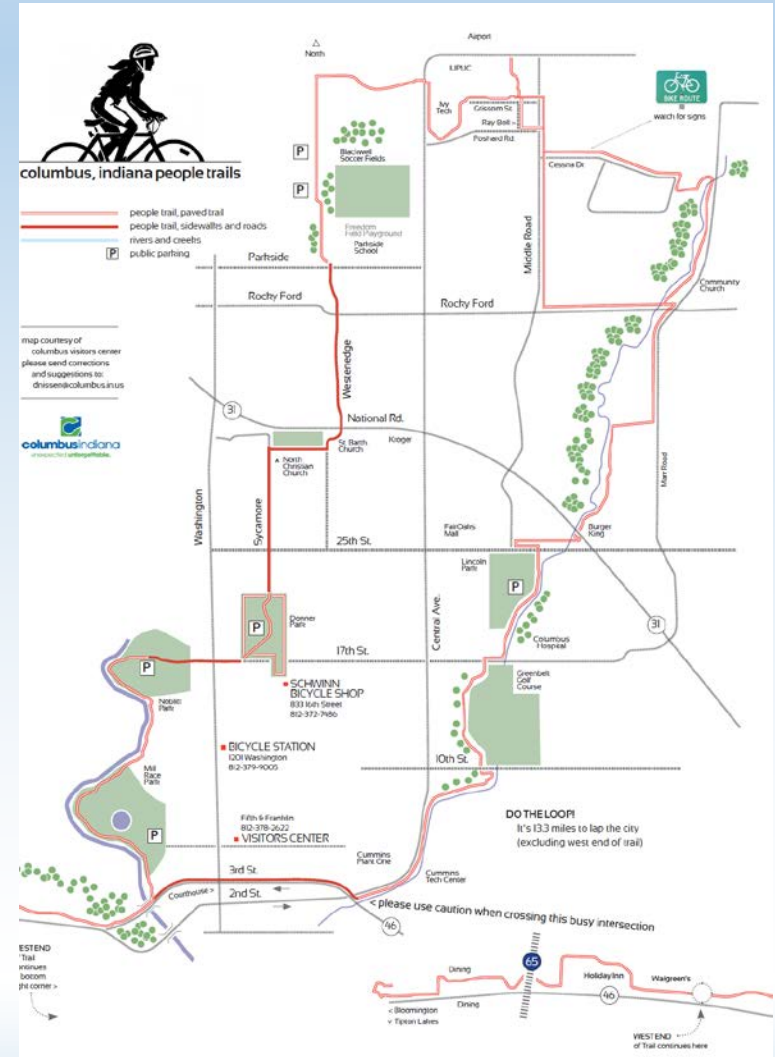 Airport
North
IUPUC
Ivy
Tech
Grissom St.
Ray Boll >
Poshard Rd.
BIKE ROUTE
watch for signs
Cessna Dr.
P
Blackwell
Soccer Fields
P
columbus, indiana people trails
people trail, paved trail
people trail, sidewalks and roads
rivers and creeks
P public parking
Freedom
Field Playground
Parkside
School
Parkside
Middle Road
Community
Church
Rocky Ford
Rocky Ford
map courtesy of
columbus visitors center
please send corrections
and suggestions to:
dnissen@columbus.in.us
Westenedge
31
National Rd.
columbusindiana
unexpected. unforgettable.
St. Barth
Church
Kroger
North
Christian
Church
Marr Road
Washington
Sycamore
FairOaks
Mall
Burger
King
25th St.
Lincoln
Park
P
Central Ave.
Donner
Park
P
31
Columbus
Hospital
17th St.
P
Greenbelt
Golf
Course
SCHWINN
BICYCLE SHOP
833 16th Street
812-372-7486
Noblitt
Park
BICYCLE STATION
1201 Washington
812-379-9005
10th St.
Mill
Race
Park
P
Fifth & Franklin
812-378-2622
VISITORS CENTER
DO THE LOOP!
It's 13.3 miles to lap the city
(excluding west end of trail)
Cummins
Plant One
3rd St.
Courthouse >
2nd St.
Cummins
Tech Center
< please use caution when crossing this busy intersection
46
WEST END
Trail
continues
bottom
right corner >
65
Dining
Holiday Inn
Walgreen's
46
Dining
< Bloomington
v Tipton Lakes
WEST END
of Trail continues here